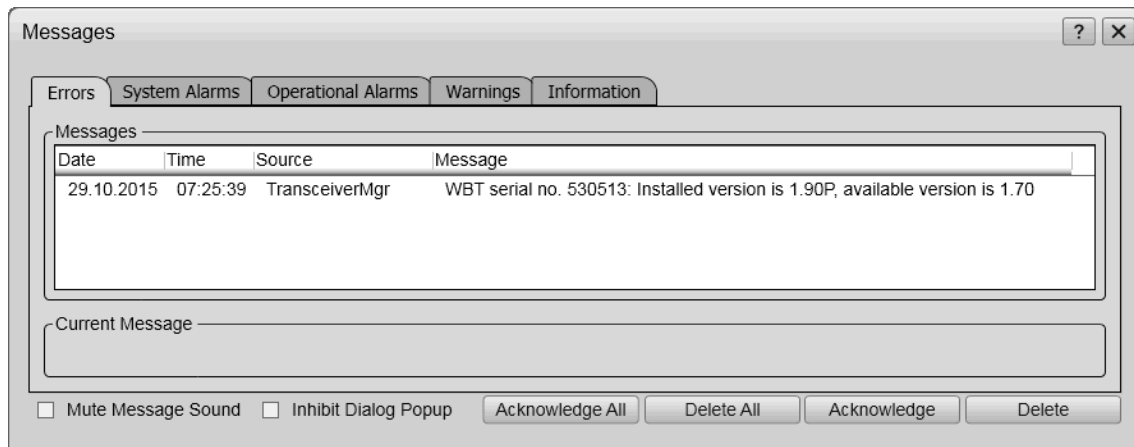 Messages ? X
Errors System Alarms Operational Alarms Warnings Information
Messages
Date Time Source Message
29.10.2015 07:25:39 TransceiverMgr WBT serial no. 530513: Installed version is 1.90P, available version is 1.70
Current Message
Mute Message Sound Inhibit Dialog Popup Acknowledge All Delete All Acknowledge Delete